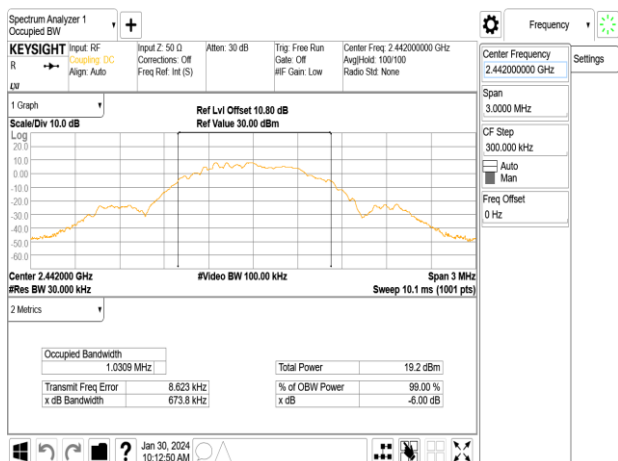 Spectrum Analyzer 1
Occupied BW
+
Frequency
KEYSIGHT
R
LXI
Input: RF
Coupling: DC
Align: Auto
Input Z: 50 Ω
Corrections: Off
Freq Ref: Int (S)
Atten: 30 dB
Trig: Free Run
Gate: Off
#IF Gain: Low
Center Freq: 2.442000000 GHz
Avg|Hold: 100/100
Radio Std: None
Center Frequency
2.442000000 GHz
Settings
Span
3.0000 MHz
CF Step
300.000 kHz
Auto
Man
Freq Offset
0 Hz
1 Graph
Scale/Div 10.0 dB
Ref Lvl Offset 10.80 dB
Ref Value 30.00 dBm
Log
20.0
10.0
0.00
-10.0
-20.0
-30.0
-40.0
-50.0
-60.0
Center 2.442000 GHz
#Res BW 30.000 kHz
#Video BW 100.00 kHz
Span 3 MHz
Sweep 10.1 ms (1001 pts)
2 Metrics
Occupied Bandwidth
1.0309 MHz
Total Power 19.2 dBm
Transmit Freq Error 8.623 kHz
% of OBW Power 99.00 %
x dB Bandwidth 673.8 kHz
x dB -6.00 dB
?
Jan 30, 2024
10:12:50 AM